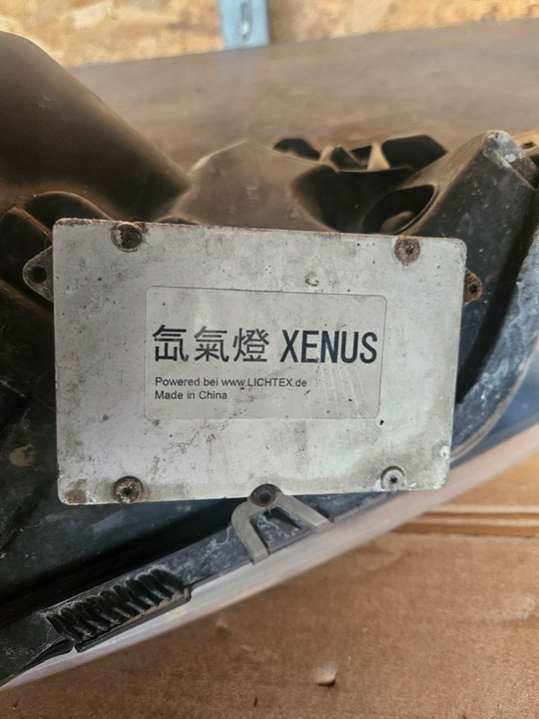 氙氣燈 XENUS
Powered bei www.LICHTEX.de
Made in China